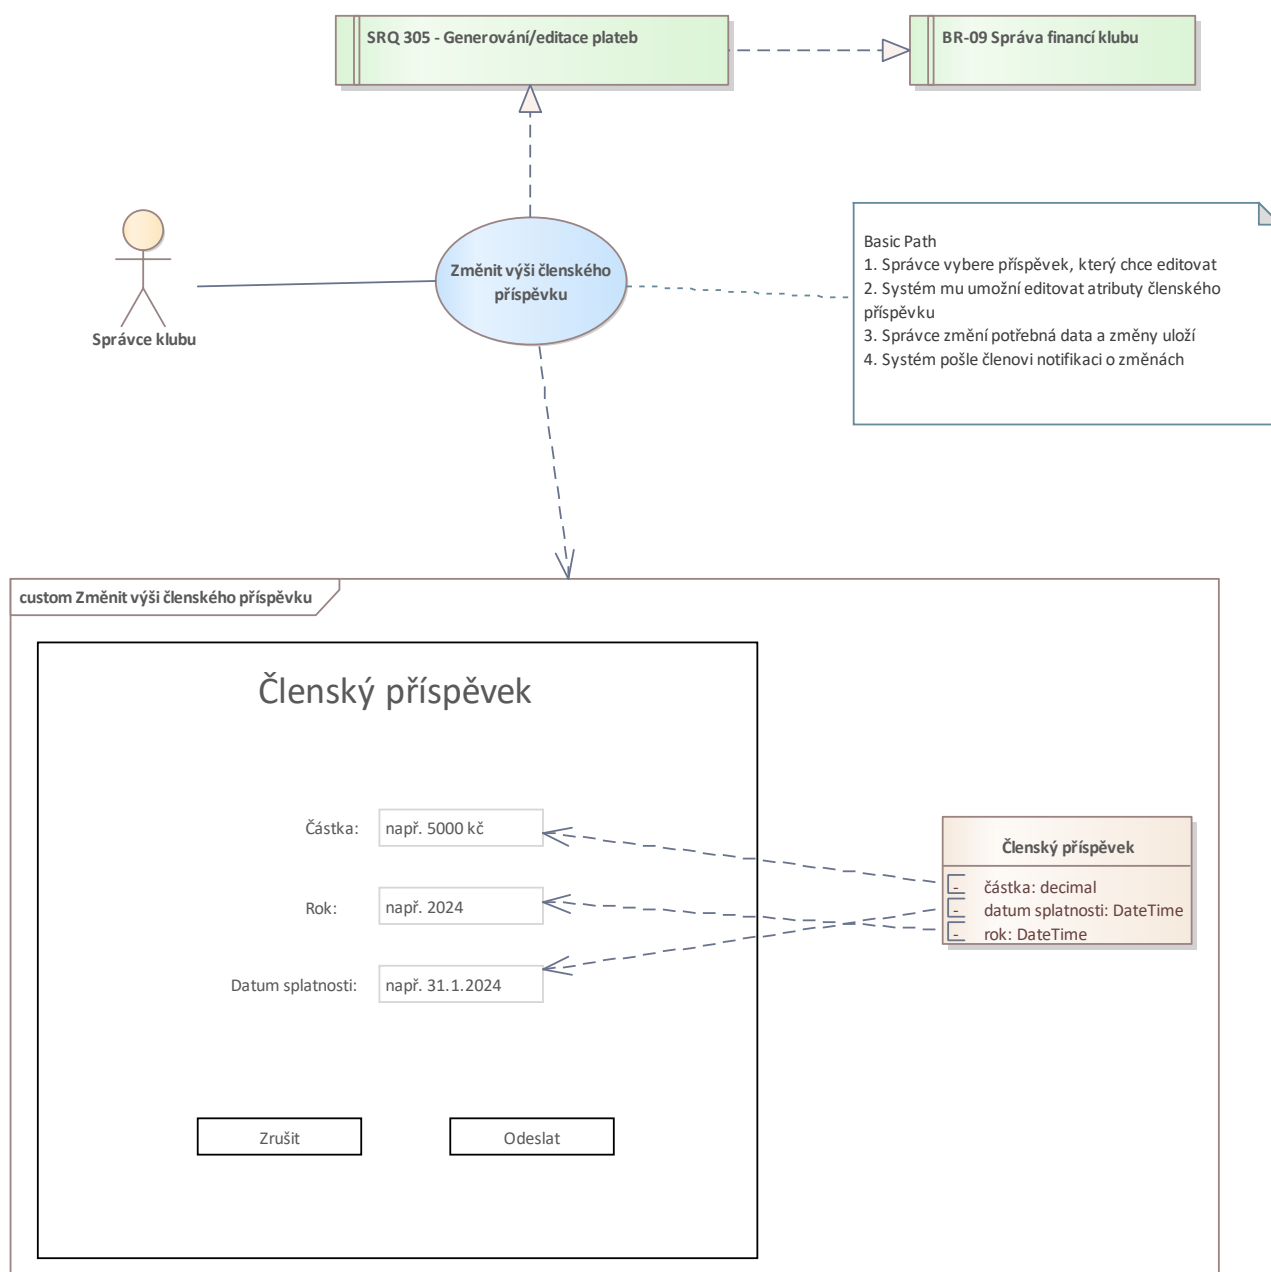 SRQ 305 - Generování/editace plateb
BR-09 Správa financí klubu
Správce klubu
Změnit výši členského
příspěvku
Basic Path
1. Správce vybere příspěvek, který chce editovat
2. Systém mu umožní editovat atributy členského
příspěvku
3. Správce změní potřebná data a změny uloží
4. Systém pošle členovi notifikaci o změnách
custom Změnit výši členského příspěvku
Členský příspěvek
Částka:
např. 5000 kč
Rok:
např. 2024
Datum splatnosti:
např. 31.1.2024
Zrušit
Odeslat
Členský příspěvek
- částka: decimal
- datum splatnosti: DateTime
- rok: DateTime